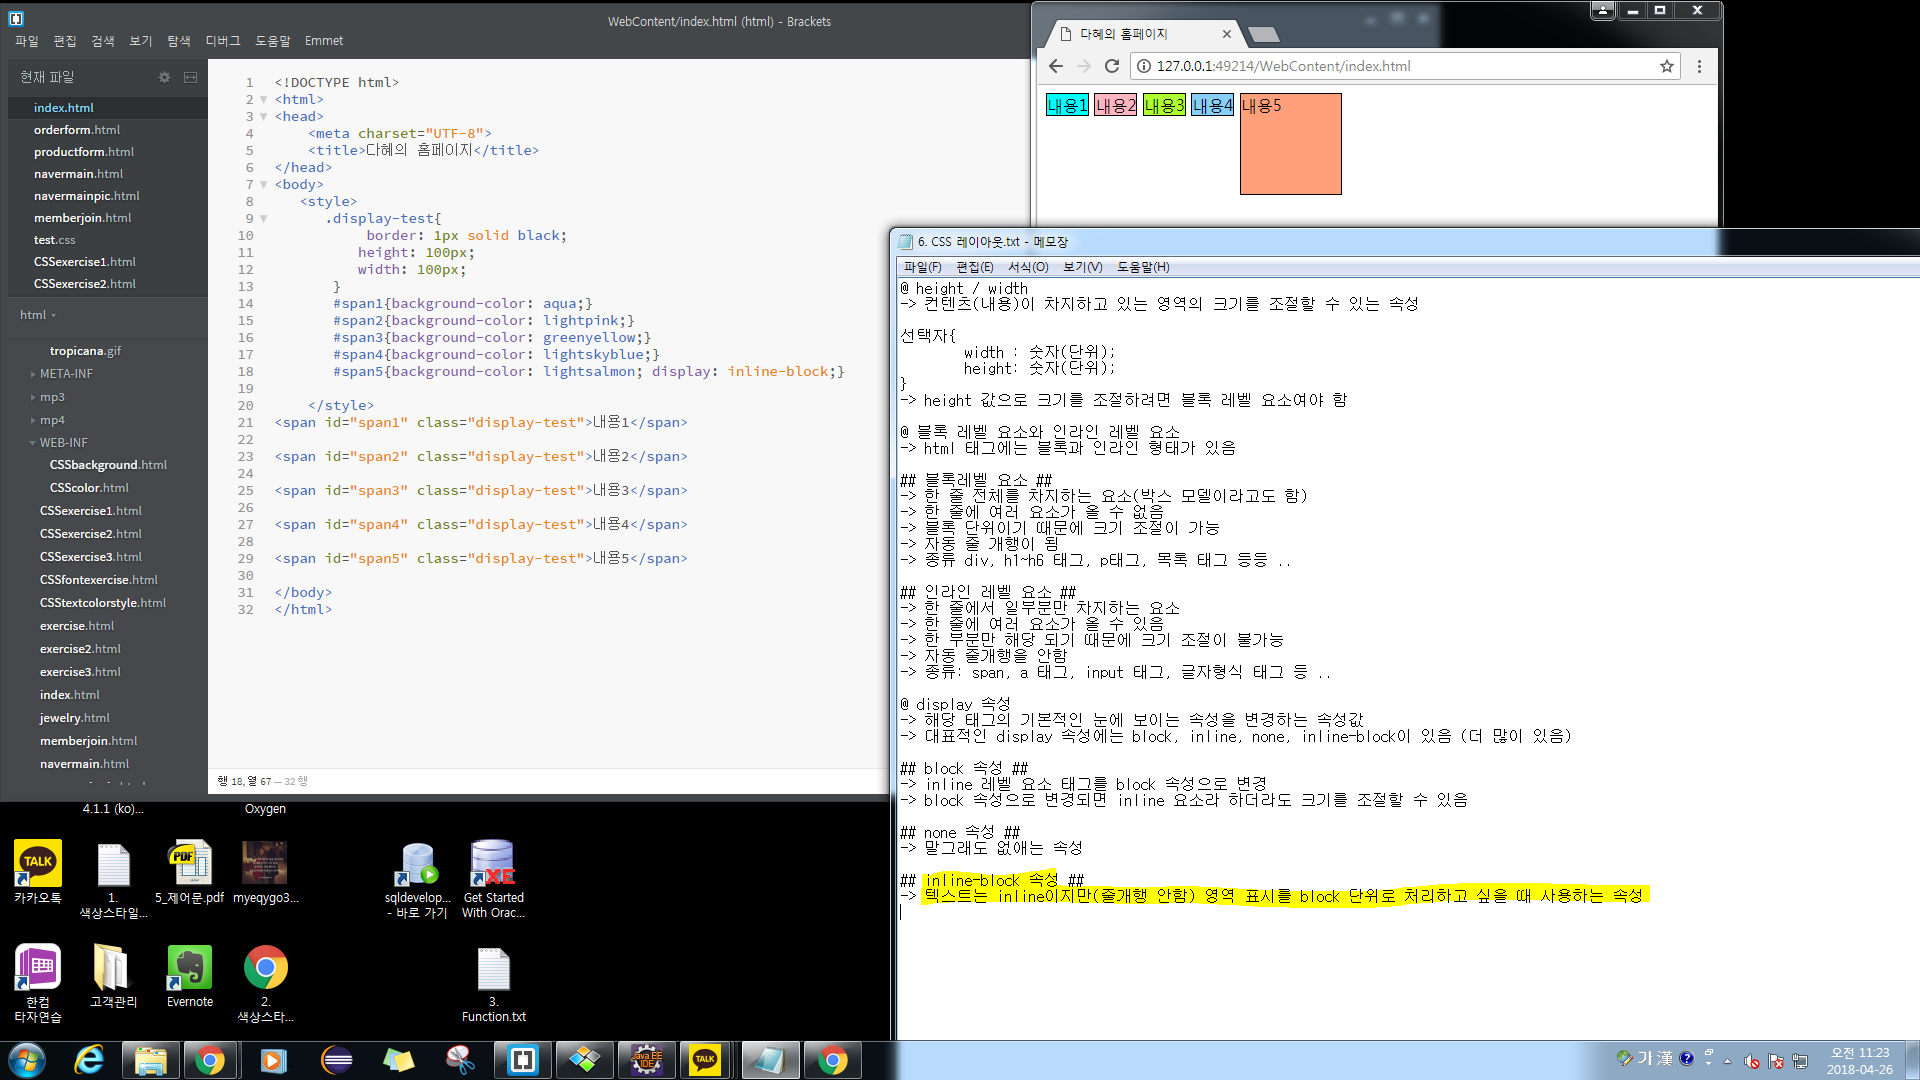 WebContent/index.html (html) - Brackets
파일 편집 검색 보기 탐색 디버그 도움말 Emmet
현재 파일
index.html
orderform.html
productform.html
navermain.html
navermainpic.html
memberjoin.html
test.css
CSSexercise1.html
CSSexercise2.html
html
tropicana.gif
META-INF
mp3
mp4
WEB-INF
CSSbackground.html
CSScolor.html
CSSexercise1.html
CSSexercise2.html
CSSexercise3.html
CSSfontexercise.html
CSStextcolorstyle.html
exercise.html
exercise2.html
exercise3.html
index.html
jewelry.html
memberjoin.html
navermain.html
1 <!DOCTYPE html>
2 <html>
3 <head>
4 <meta charset="UTF-8">
5 <title>다혜의 홈페이지</title>
6 </head>
7 <body>
8 <style>
9 .display-test{
10 border: 1px solid black;
11 height: 100px;
12 width: 100px;
13 }
14 #span1{background-color: aqua;}
15 #span2{background-color: lightpink;}
16 #span3{background-color: greenyellow;}
17 #span4{background-color: lightskyblue;}
18 #span5{background-color: lightsalmon; display: inline-block;}
19
20 </style>
21 <span id="span1" class="display-test">내용1</span>
22
23 <span id="span2" class="display-test">내용2</span>
24
25 <span id="span3" class="display-test">내용3</span>
26
27 <span id="span4" class="display-test">내용4</span>
28
29 <span id="span5" class="display-test">내용5</span>
30
31 </body>
32 </html>
행 18, 열 67 — 32 행
다혜의 홈페이지
127.0.0.1:49214/WebContent/index.html
내용1 내용2 내용3 내용4 내용5
6. CSS 레이아웃.txt - 메모장
파일(F) 편집(E) 서식(O) 보기(V) 도움말(H)
@ height / width
-> 컨텐츠(내용)이 차지하고 있는 영역의 크기를 조절할 수 있는 속성
선택자{
width : 숫자(단위);
height: 숫자(단위);
}
-> height 값으로 크기를 조절하려면 블록 레벨 요소여야 함
@ 블록 레벨 요소와 인라인 레벨 요소
-> html 태그에는 블록과 인라인 형태가 있음
## 블록레벨 요소 ##
-> 한 줄 전체를 차지하는 요소(박스 모델이라고도 함)
-> 한 줄에 여러 요소가 올 수 없음
-> 블록 단위이기 때문에 크기 조절이 가능
-> 자동 줄 개행이 됨
-> 종류 div, h1~h6 태그, p태그, 목록 태그 등등 ..
## 인라인 레벨 요소 ##
-> 한 줄에서 일부분만 차지하는 요소
-> 한 줄에 여러 요소가 올 수 있음
-> 한 부분만 해당 되기 때문에 크기 조절이 불가능
-> 자동 줄개행을 안함
-> 종류: span, a 태그, input 태그, 글자형식 태그 등 ..
@ display 속성
-> 해당 태그의 기본적인 눈에 보이는 속성을 변경하는 속성값
-> 대표적인 display 속성에는 block, inline, none, inline-block이 있음 (더 많이 있음)
## block 속성 ##
-> inline 레벨 요소 태그를 block 속성으로 변경
-> block 속성으로 변경되면 inline 요소라 하더라도 크기를 조절할 수 있음
## none 속성 ##
-> 말그래도 없애는 속성
## inline-block 속성 ##
-> 텍스트는 inline이지만(줄개행 안함) 영역 표시를 block 단위로 처리하고 싶을 때 사용하는 속성
4.1.1 (ko)... Oxygen
카카오톡
1.
색상스타일...
5_제어문.pdf
myeqygo3...
sqldevelop...
- 바로 가기
Get Started
With Orac...
한컴
타자연습
고객관리
Evernote
2.
색상스타...
3.
Function.txt
TALK
PDF
XE
Java EE
IDE
TALK
가 漢
오전 11:23
2018-04-26